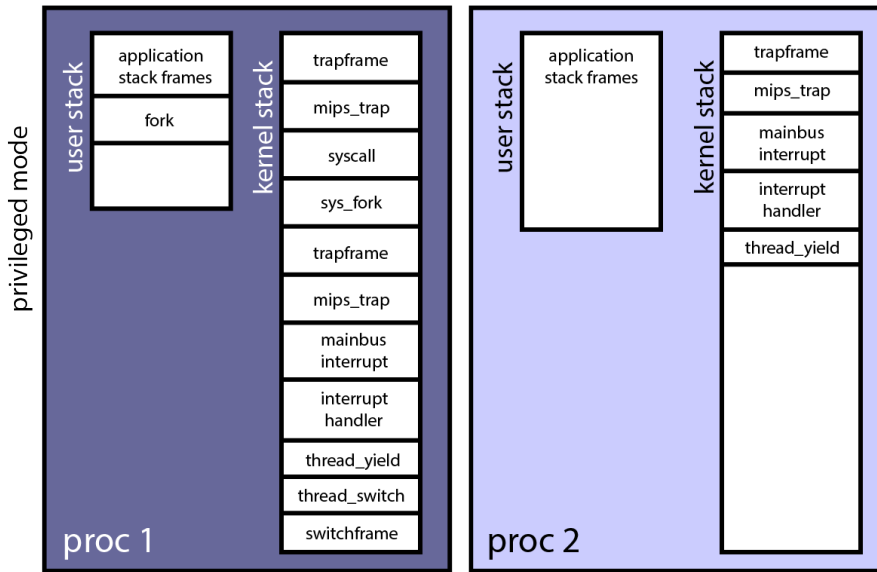 privileged mode
user stack
application
stack frames
fork
kernel stack
trapframe
mips_trap
syscall
sys_fork
trapframe
mips_trap
mainbus
interrupt
interrupt
handler
thread_yield
thread_switch
switchframe
proc 1
user stack
application
stack frames
kernel stack
trapframe
mips_trap
mainbus
interrupt
interrupt
handler
thread_yield
proc 2